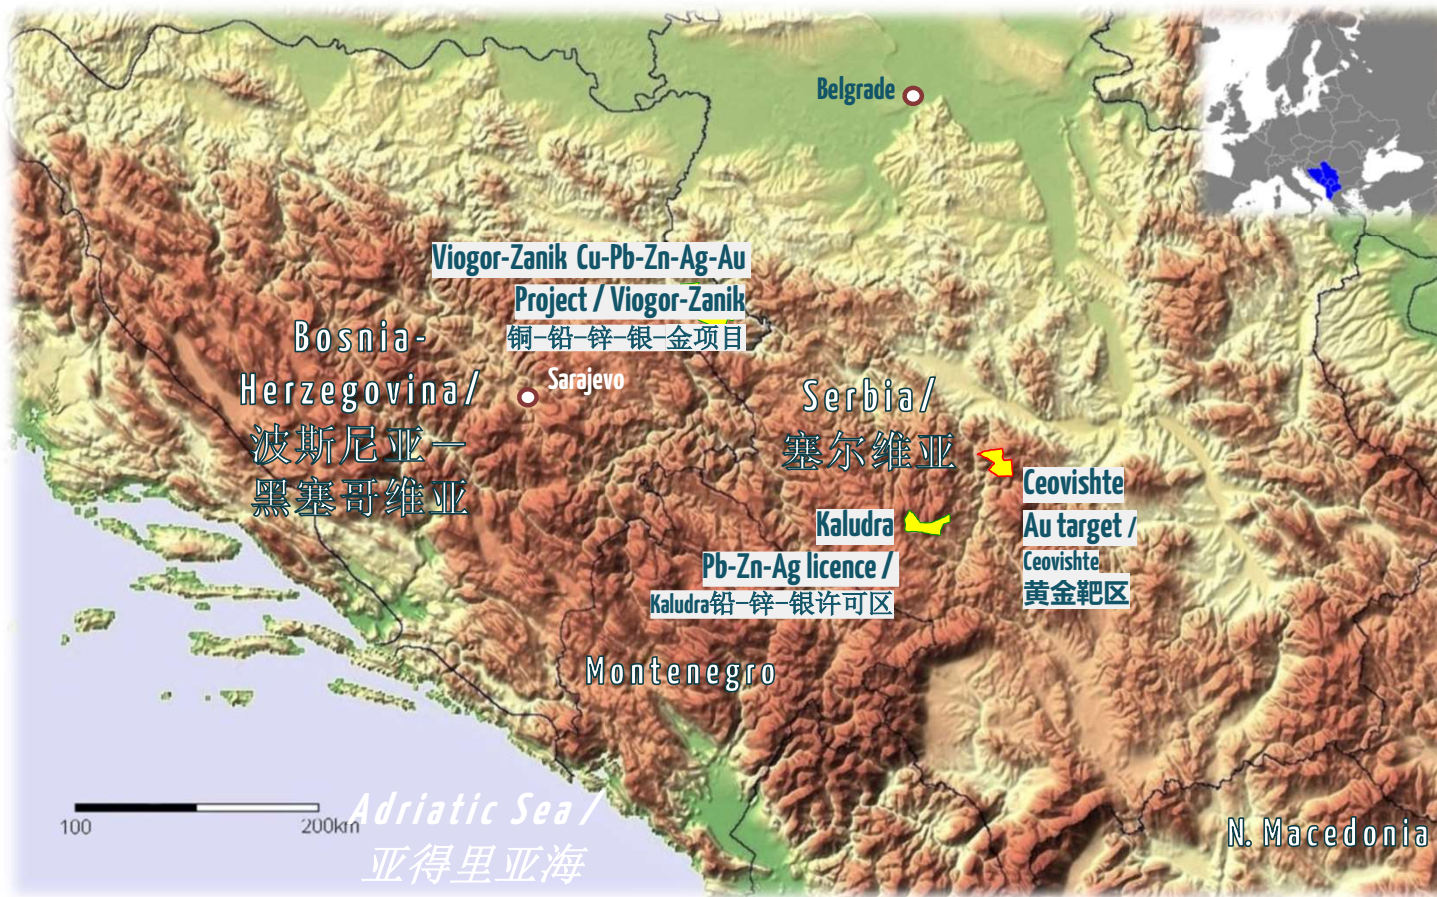 Belgrade
Viogor-Zanik Cu-Pb-Zn-Ag-Au
Project / Viogor-Zanik
铜-铅-锌-银-金项目
Bosnia-
Herzegovina/
波斯尼亚－
黑塞哥维亚
Sarajevo
Serbia/
塞尔维亚
Ceovishte
Au target /
Ceovishte
黄金靶区
Kaludra
Pb-Zn-Ag licence /
Kaludra铅-锌-银许可区
Montenegro
Adriatic Sea /
亚得里亚海
100
200km
N. Macedonia